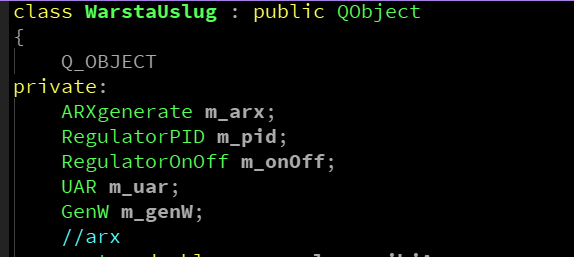 class WarstaUslug : public QObject
{
Q_OBJECT
private:
ARXgenerate m_arx;
RegulatorPID m_pid;
RegulatorOnOff m_onOff;
UAR m_uar;
GenW m_genW;
//arx